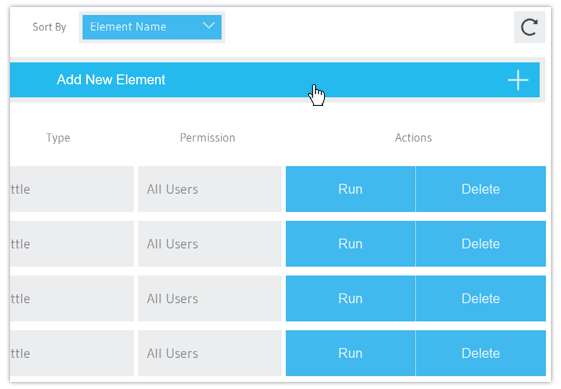 Sort By Element Name
Add New Element
Type Permission Actions
ttle All Users Run Delete
ttle All Users Run Delete
ttle All Users Run Delete
ttle All Users Run Delete